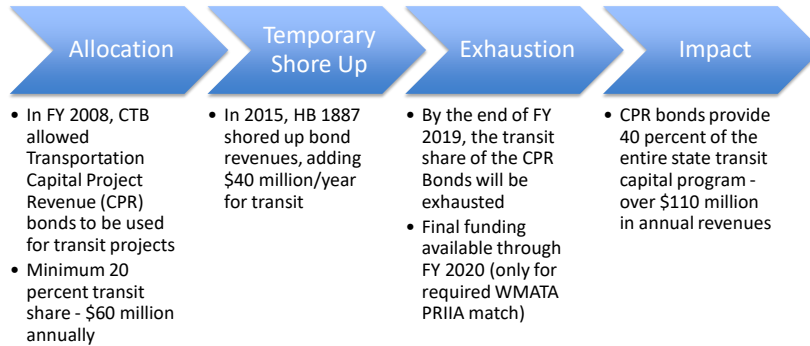 Allocation
• In FY 2008, CTB
allowed
Transportation
Capital Project
Revenue (CPR)
bonds to be used
for transit projects
• Minimum 20
percent transit
share - $60 million
annually
Temporary
Shore Up
• In 2015, HB 1887
shored up bond
revenues, adding
$40 million/year
for transit
Exhaustion
• By the end of FY
2019, the transit
share of the CPR
Bonds will be
exhausted
• Final funding
available through
FY 2020 (only for
required WMATA
PRIIA match)
Impact
• CPR bonds provide
40 percent of the
entire state transit
capital program -
over $110 million
in annual revenues